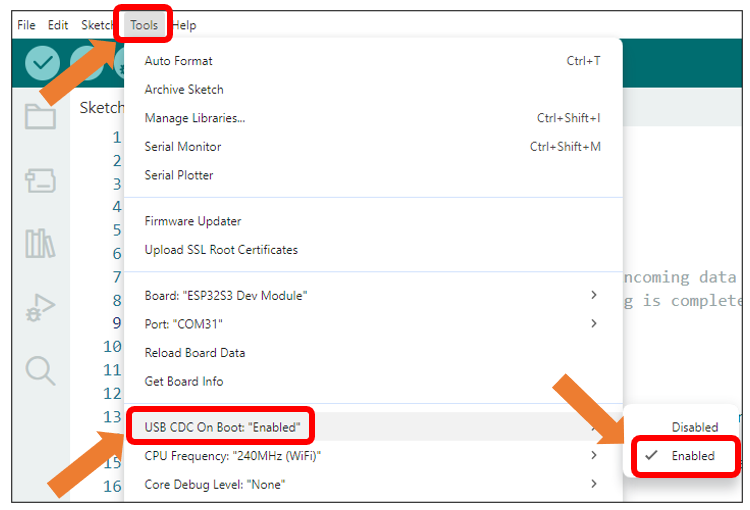 File Edit Sketch Tools Help
Auto Format Ctrl+T
Archive Sketch
Sketch
Manage Libraries... Ctrl+Shift+I
1
Serial Monitor Ctrl+Shift+M
2
Serial Plotter
3
4
Firmware Updater
5
Upload SSL Root Certificates
6
7 ncoming data
Board: "ESP32S3 Dev Module"
8 g is complete
Port: "COM31"
9
Reload Board Data
10
Get Board Info
11
12
13
USB CDC On Boot: "Enabled" Disabled
CPU Frequency: "240MHz (WiFi)" Enabled
15
Core Debug Level: "None"
16